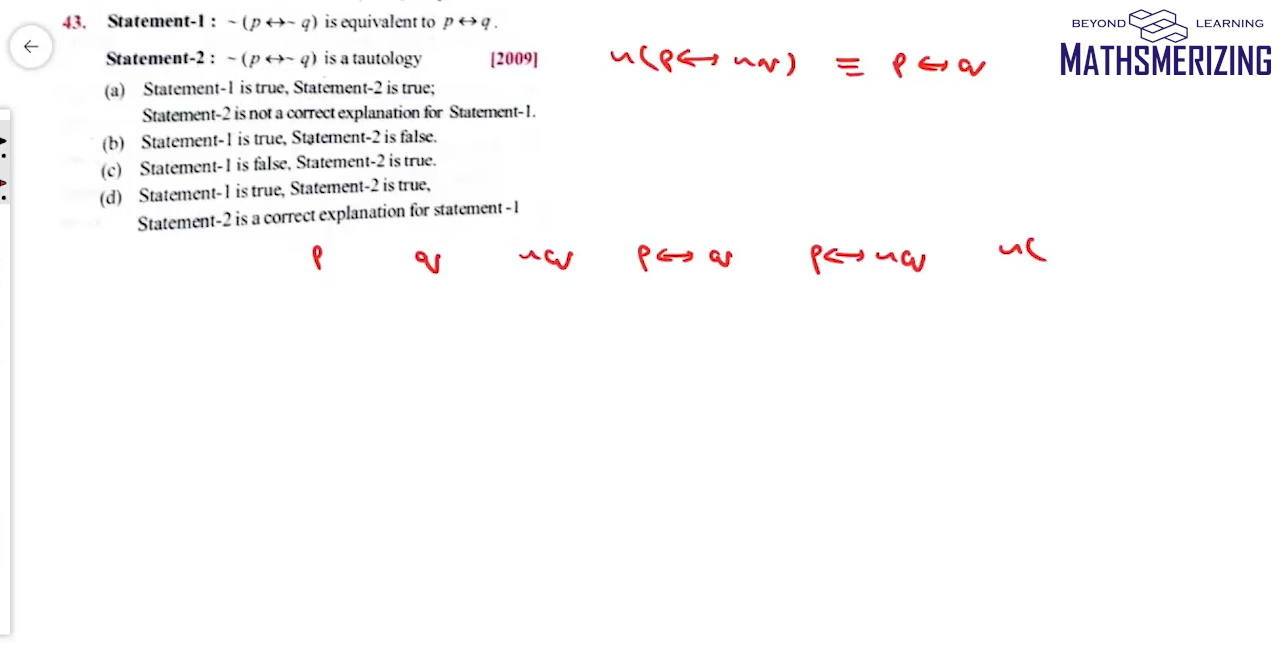 43. Statement-1 : ~ (p ↔ ~ q) is equivalent to p ↔ q .
Statement-2 : ~ (p ↔ ~ q) is a tautology [2009]
(a) Statement-1 is true, Statement-2 is true;
Statement-2 is not a correct explanation for Statement-1.
(b) Statement-1 is true, Statement-2 is false.
(c) Statement-1 is false, Statement-2 is true.
(d) Statement-1 is true, Statement-2 is true,
Statement-2 is a correct explanation for statement -1
~(p ↔ ~q) ≡ p ↔ q
BEYOND LEARNING
MATHSMERIZING
p q ~q p ↔ q p ↔ ~q ~(